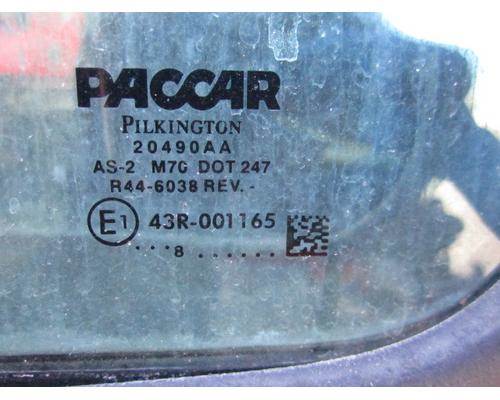 PACCAR
PILKINGTON
20490AA
AS-2 M70 DOT 247
R44-6038 REV. -
E1 43R-001165
...8......